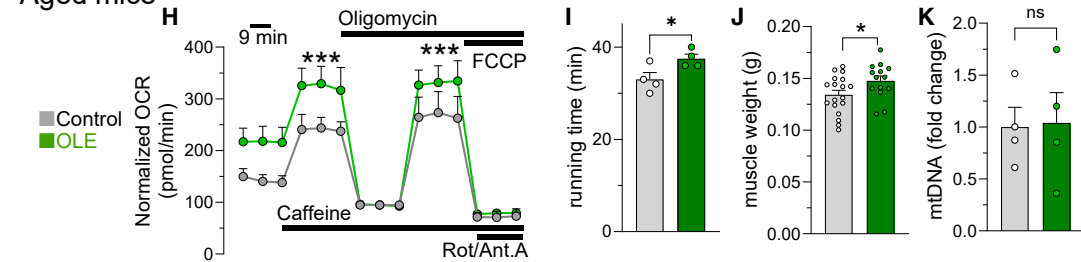 Aged mice
H
Oligomycin
9 min
FCCP
***
***
400
300
200
100
0
Normalized OCR
(pmol/min)
Control
OLE
Caffeine
Rot/Ant.A
I
*
running time (min)
40
20
0
J
*
muscle weight (g)
0.20
0.15
0.10
0.05
0.00
K
ns
mtDNA (fold change)
2.0
1.5
1.0
0.5
0.0